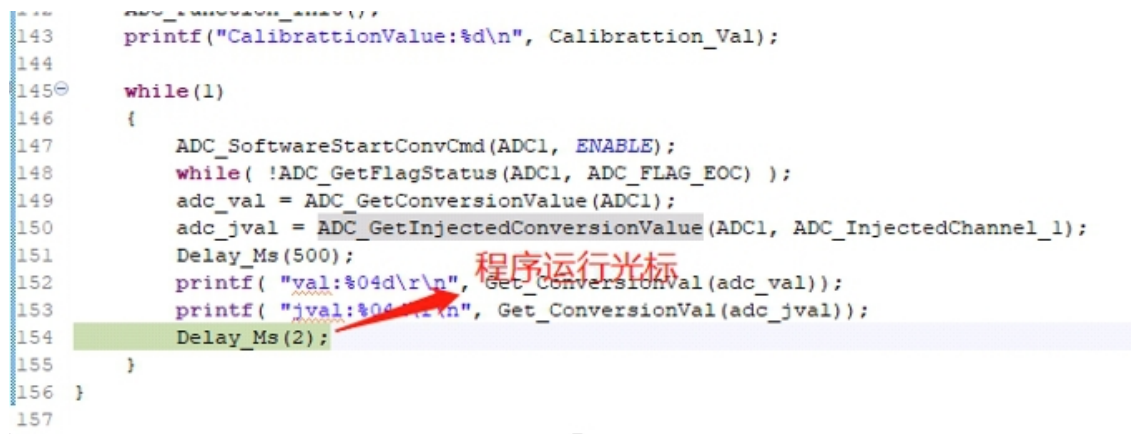 143 printf("CalibrattionValue:%d\n", Calibrattion_Val);
144
145 while(1)
146 {
147 ADC_SoftwareStartConvCmd(ADC1, ENABLE);
148 while( !ADC_GetFlagStatus(ADC1, ADC_FLAG_EOC) );
149 adc_val = ADC_GetConversionValue(ADC1);
150 adc_jval = ADC_GetInjectedConversionValue(ADC1, ADC_InjectedChannel_1);
151 Delay_Ms(500);
程序运行光标
152 printf( "val:%04d\r\n", Get_ConversionVal(adc_val));
153 printf( "jval:%04d\r\n", Get_ConversionVal(adc_jval));
154 Delay_Ms(2);
155 }
156 }
157